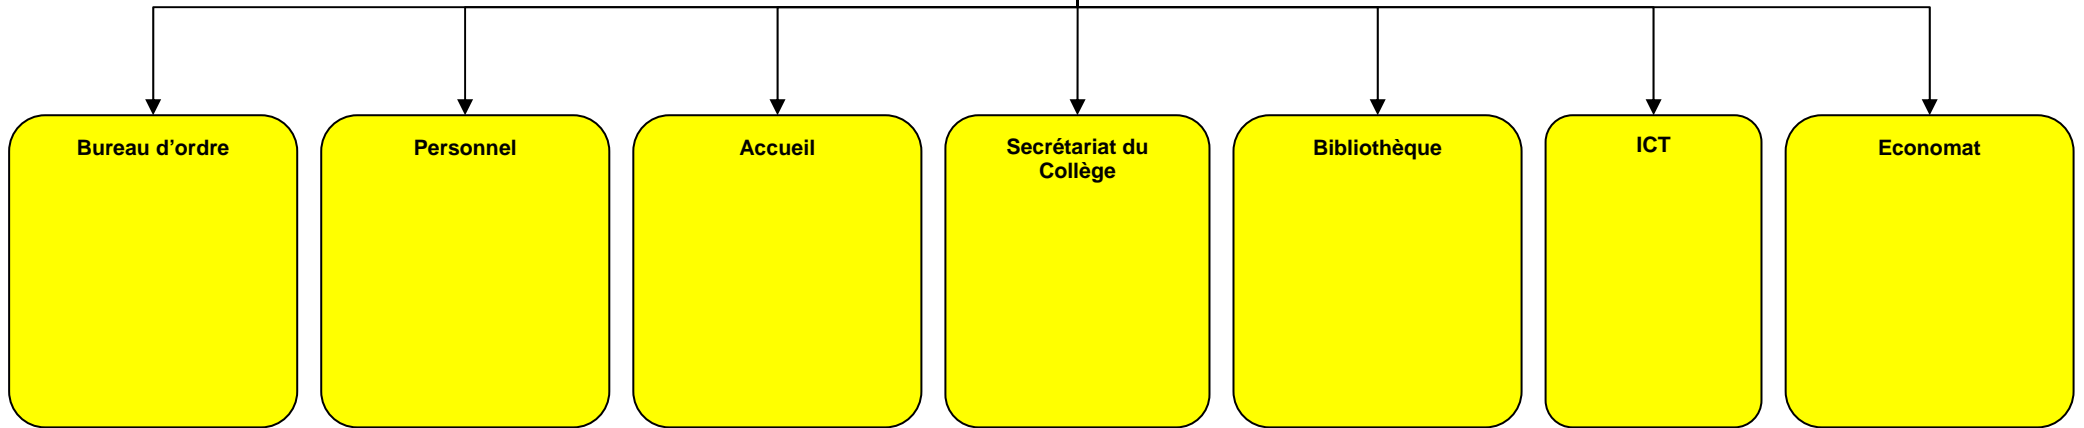 Bureau d’ordre
Personnel
Accueil
Secrétariat du
Collège
Bibliothèque
ICT
Economat